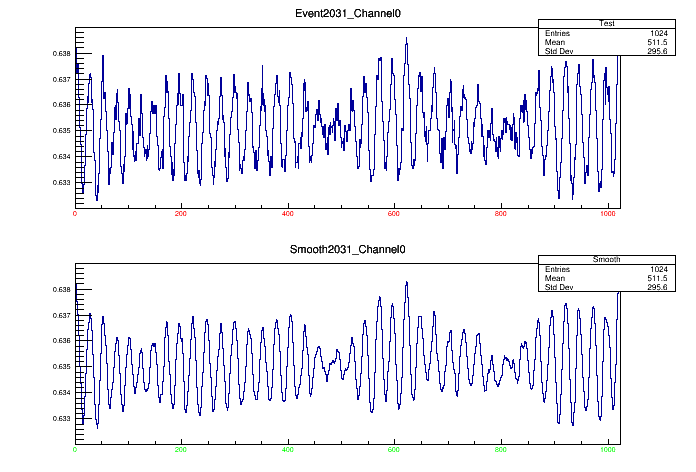 Event2031_Channel0
Test
Entries 1024
Mean 511.5
Std Dev 295.6
0.638
0.637
0.636
0.635
0.634
0.633
0 200 400 600 800 1000
Smooth2031_Channel0
Smooth
Entries 1024
Mean 511.5
Std Dev 295.6
0.638
0.637
0.636
0.635
0.634
0.633
0 200 400 600 800 1000